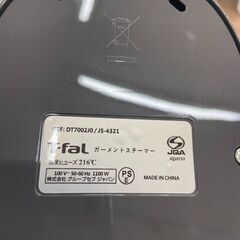 REF: DT7002J0 / J5-4321
T-fal ガーメントスチーマー
温度ヒューズ 216℃
100 V~ 50-60 Hz 1100 W
株式会社 グループセブ ジャパン
PS
E
MADE IN CHINA
JQA